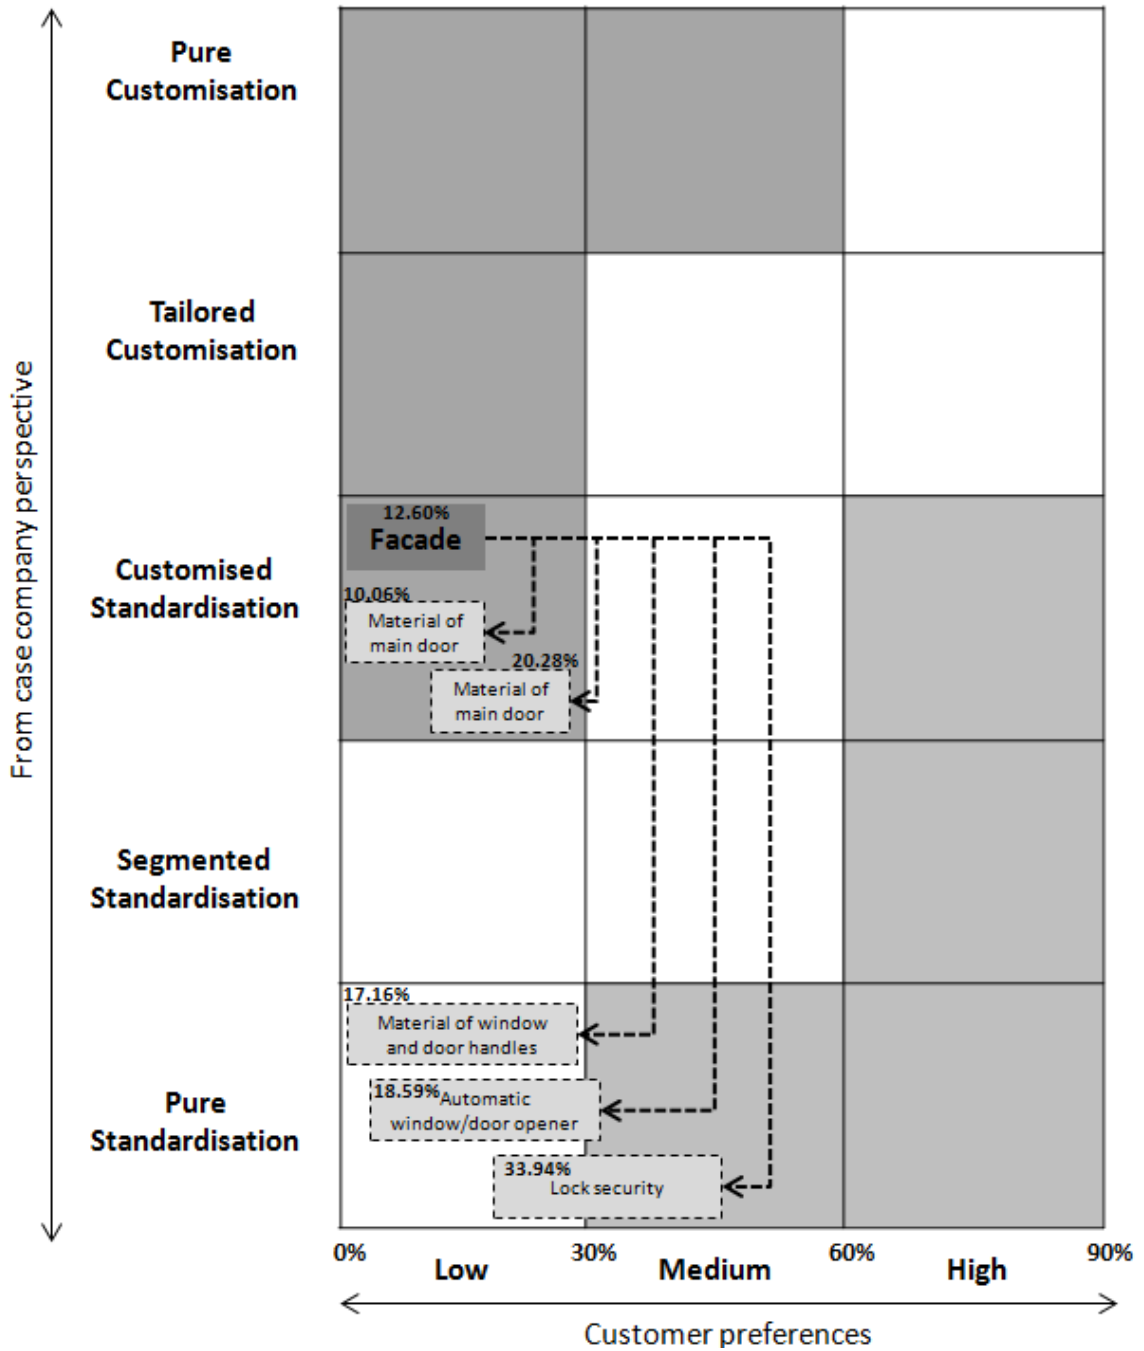 Pure
Customisation
Tailored
Customisation
From case company perspective
12.60%
Facade
Customised
Standardisation
10.06%
Material of
main door
20.28%
Material of
main door
Segmented
Standardisation
17.16%
Material of window
and door handles
18.59%
Automatic
window/door opener
Pure
Standardisation
33.94%
Lock security
0%
30%
60%
90%
Low
Medium
High
Customer preferences